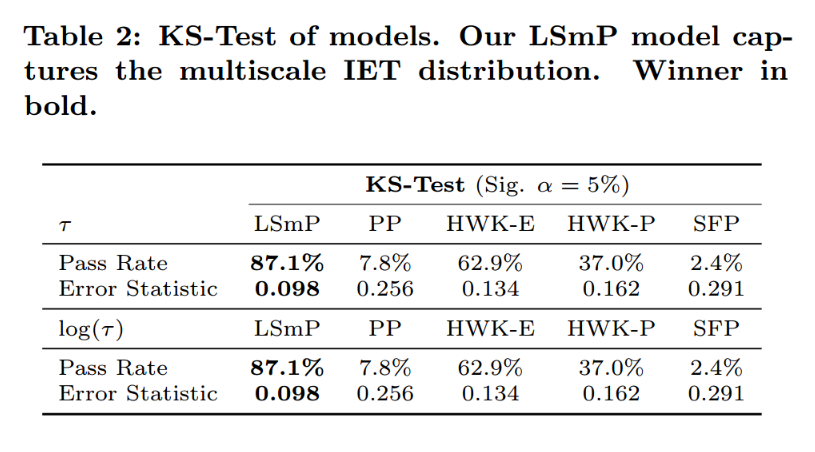 Table 2: KS-Test of models. Our LSmP model cap-
tures the multiscale IET distribution. Winner in
bold.
KS-Test (Sig. α = 5%)
τ LSmP PP HWK-E HWK-P SFP
Pass Rate 87.1% 7.8% 62.9% 37.0% 2.4%
Error Statistic 0.098 0.256 0.134 0.162 0.291
log(τ) LSmP PP HWK-E HWK-P SFP
Pass Rate 87.1% 7.8% 62.9% 37.0% 2.4%
Error Statistic 0.098 0.256 0.134 0.162 0.291